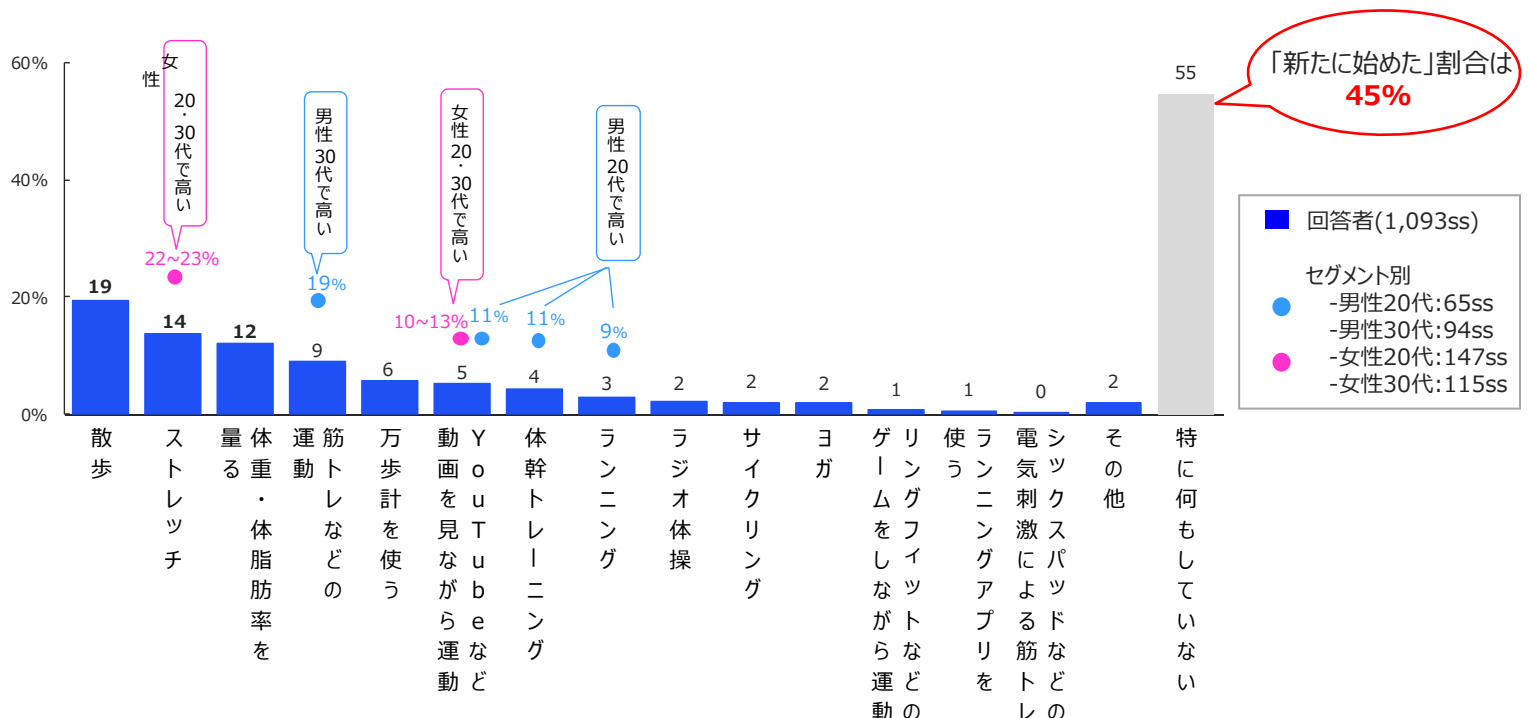 60%
40%
20%
0%
女性
20・30代で高い
22~23%
男性30代で高い
19%
女性20・30代で高い
10~13%
11%
男性20代で高い
11%
9%
19
14
12
9
6
5
4
3
2
2
2
1
1
0
2
55
「新たに始めた」割合は
45%
回答者(1,093ss)
セグメント別
-男性20代:65ss
-男性30代:94ss
-女性20代:147ss
-女性30代:115ss
散歩
ストレッチ
体重・体脂肪率を
量る
筋トレなどの
運動
万歩計を使う
YouTubeなど
動画を見ながら運動
体幹トレーニング
ランニング
ラジオ体操
サイクリング
ヨガ
リングフィットなどの
ゲームをしながら運動
ランニングアプリを
使う
シックスパッドなどの
電気刺激による筋トレ
その他
特に何もしていない